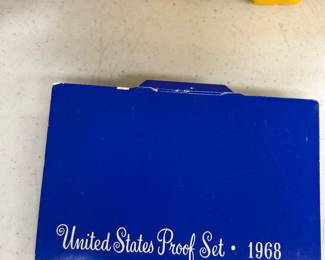 United States Proof Set • 1968